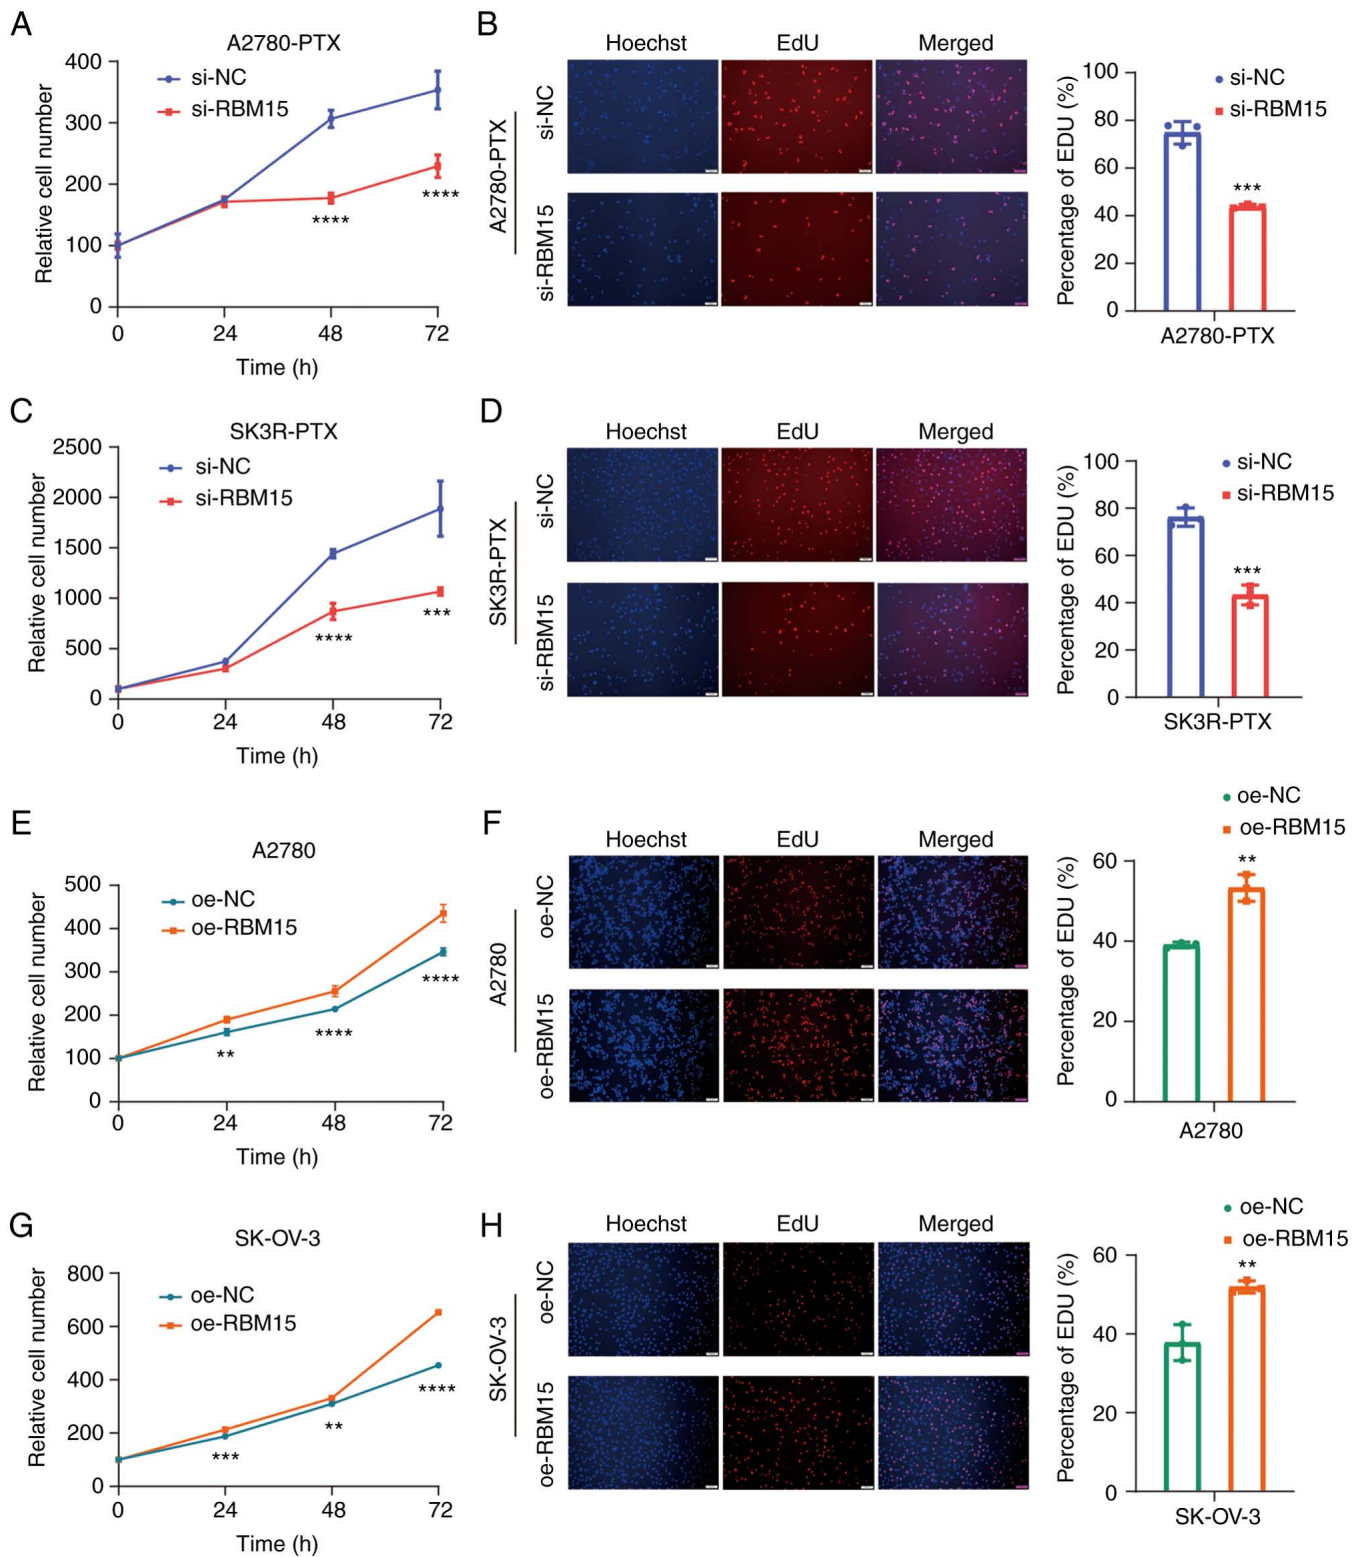 A
A2780-PTX
si-NC
si-RBM15
Relative cell number
400
300
200
100
0
****
****
0 24 48 72
Time (h)
B
Hoechst EdU Merged
A2780-PTX
si-NC
si-RBM15
Percentage of EDU (%)
100
80
60
40
20
0
si-NC
si-RBM15
***
A2780-PTX
C
SK3R-PTX
si-NC
si-RBM15
Relative cell number
2500
2000
1500
1000
500
0
****
***
0 24 48 72
Time (h)
D
Hoechst EdU Merged
SK3R-PTX
si-NC
si-RBM15
Percentage of EDU (%)
100
80
60
40
20
0
si-NC
si-RBM15
***
SK3R-PTX
E
A2780
oe-NC
oe-RBM15
Relative cell number
500
400
300
200
100
0
**
****
****
0 24 48 72
Time (h)
F
Hoechst EdU Merged
A2780
oe-NC
oe-RBM15
oe-NC
oe-RBM15
Percentage of EDU (%)
60
40
20
0
**
A2780
G
SK-OV-3
oe-NC
oe-RBM15
Relative cell number
800
600
400
200
0
***
**
****
0 24 48 72
Time (h)
H
Hoechst EdU Merged
SK-OV-3
oe-NC
oe-RBM15
oe-NC
oe-RBM15
Percentage of EDU (%)
60
40
20
0
**
SK-OV-3